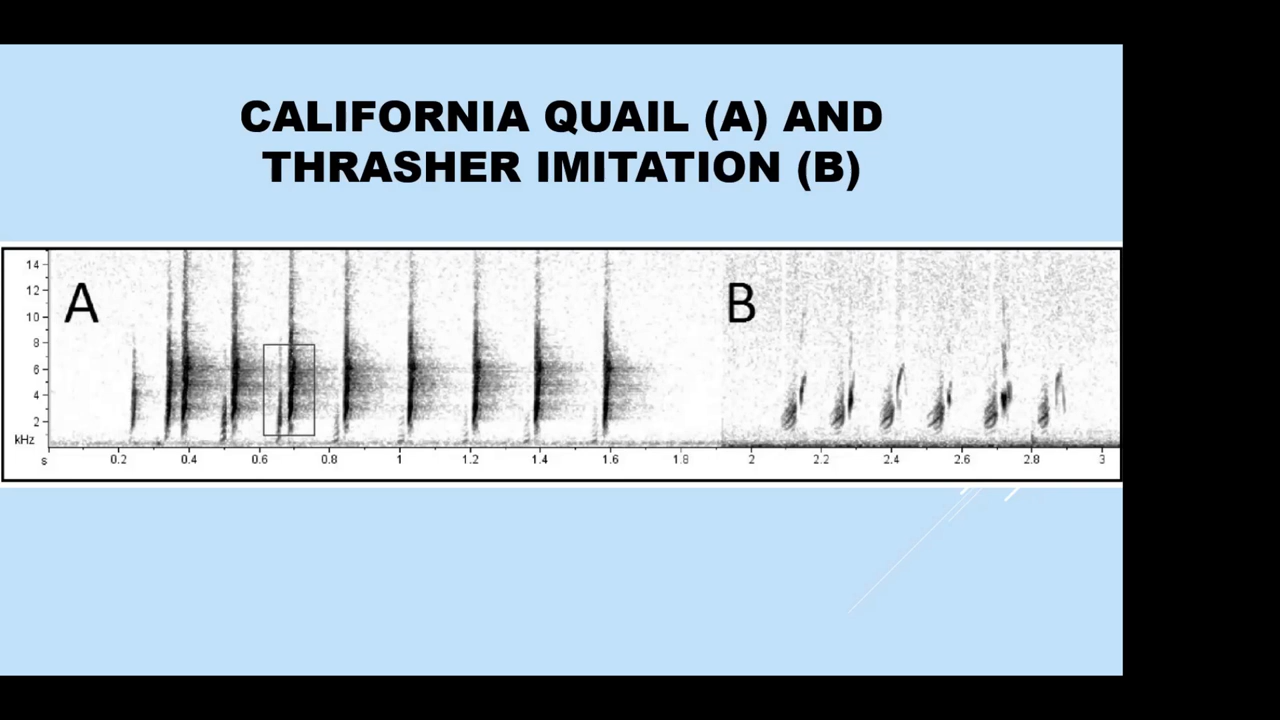 CALIFORNIA QUAIL (A) AND
THRASHER IMITATION (B)
A
B
14
12
10
8
6
4
2
kHz
s 0.2 0.4 0.6 0.8 1 1.2 1.4 1.6 1.8 2 2.2 2.4 2.6 2.8 3